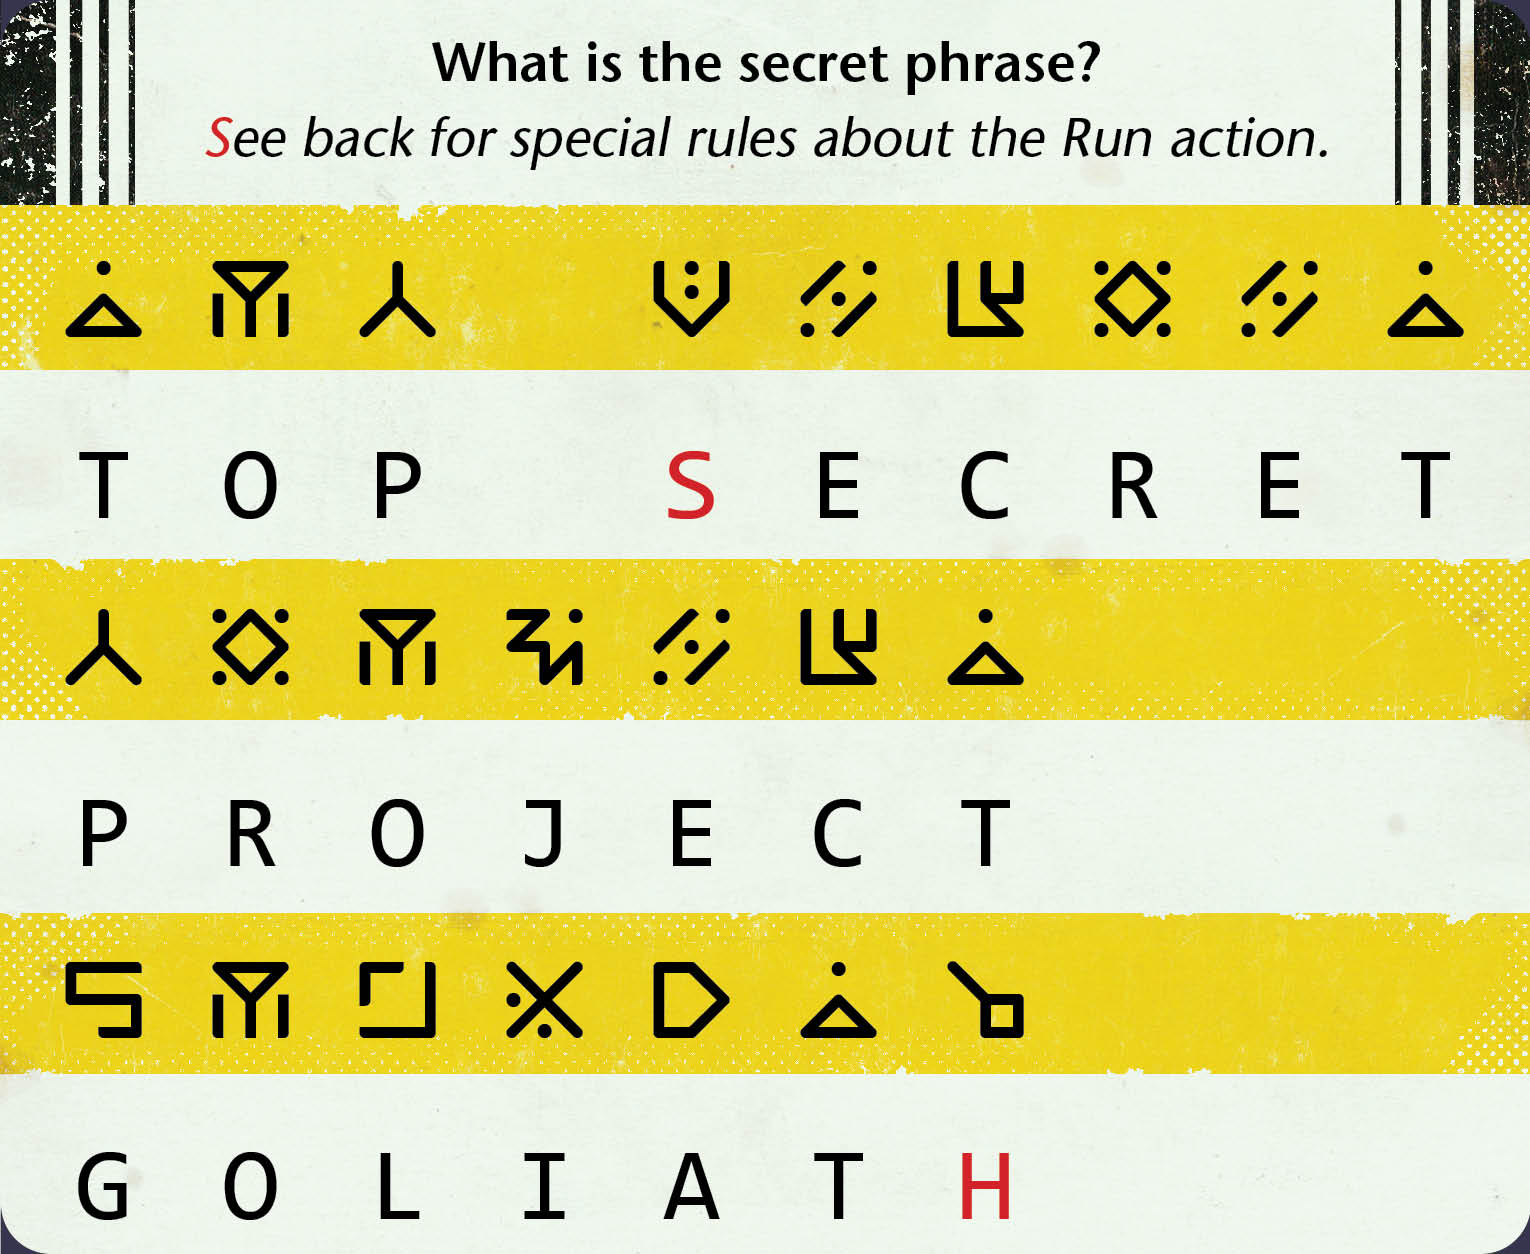 What is the secret phrase?
See back for special rules about the Run action.
TOP SECRET
PROJECT
GOLIATH